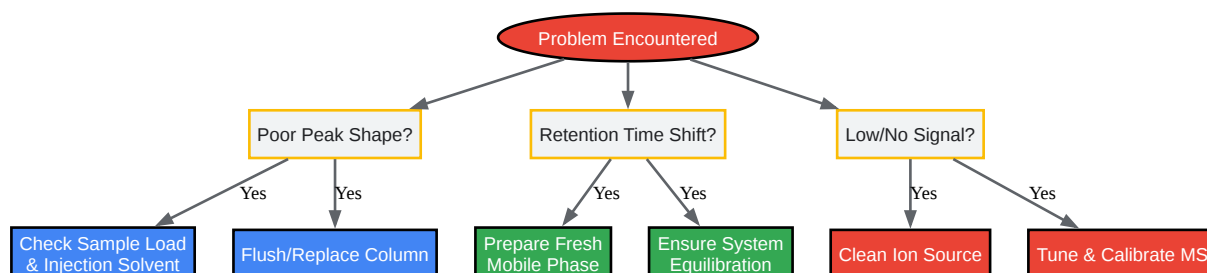 Problem Encountered
Poor Peak Shape?
Retention Time Shift?
Low/No Signal?
Yes
Yes
Yes
Yes
Yes
Yes
Check Sample Load
& Injection Solvent
Flush/Replace Column
Prepare Fresh
Mobile Phase
Ensure System
Equilibration
Clean Ion Source
Tune & Calibrate MS